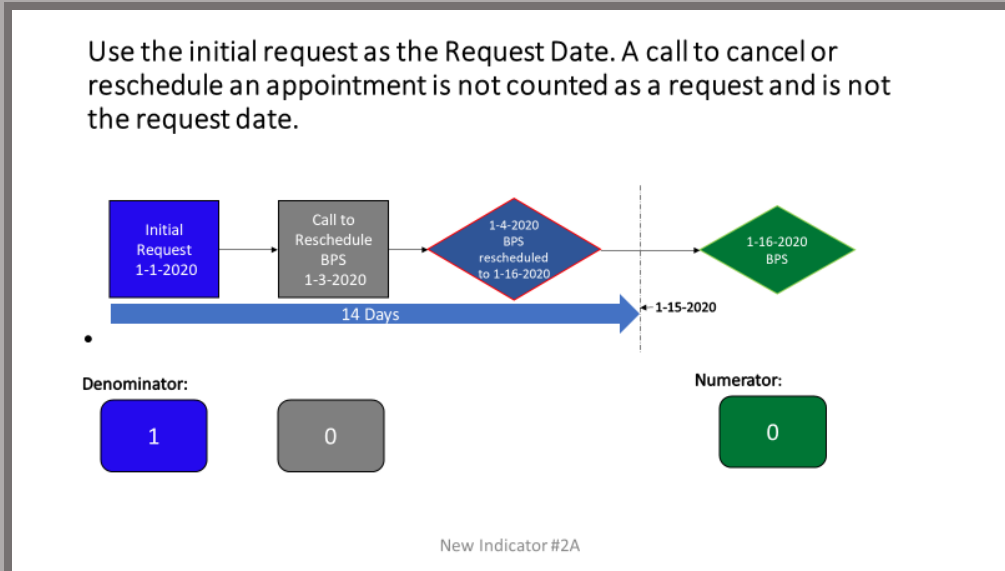 Use the initial request as the Request Date. A call to cancel or
reschedule an appointment is not counted as a request and is not
the request date.
Initial
Request
1-1-2020
Call to
Reschedule
BPS
1-3-2020
1-4-2020
BPS
rescheduled
to 1-16-2020
1-16-2020
BPS
14 Days
1-15-2020
Denominator:
Numerator:
1
0
0
New Indicator #2A